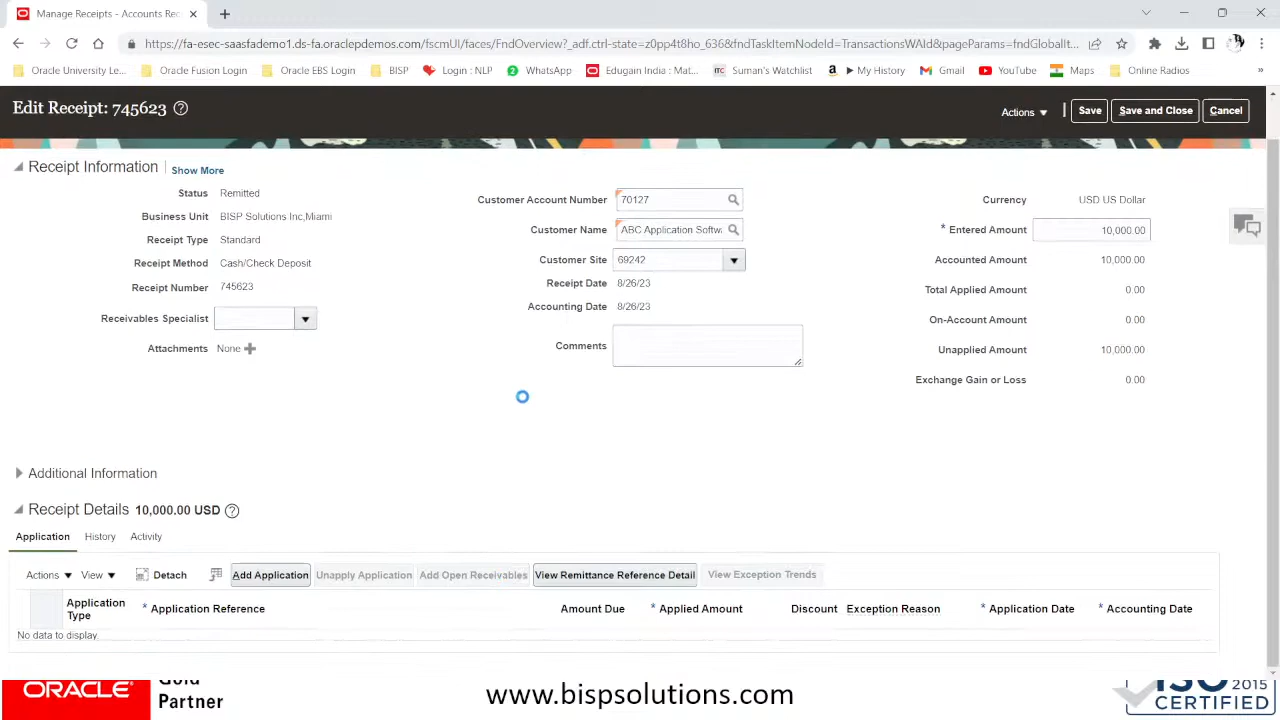 Manage Receipts - Accounts Rece
https://fa-esec-saasfademo1.ds-fa.oraclepdemos.com/fscmUI/faces/FndOverview?_adf.ctrl-state=z0pp4t8ho_636&fndTaskItemNodeId=TransactionsWAId&pageParams=fndGlobalIt...
Oracle University Le... Oracle Fusion Login Oracle EBS Login BISP Login : NLP WhatsApp Edugain India : Mat... Suman's Watchlist ▶ My History Gmail YouTube Maps Online Radios »
Edit Receipt: 745623
Actions Save Save and Close Cancel
Receipt Information Show More
Status Remitted
Business Unit BISP Solutions Inc,Miami
Receipt Type Standard
Receipt Method Cash/Check Deposit
Receipt Number 745623
Receivables Specialist
Attachments None
Customer Account Number 70127
Customer Name ABC Application Softw
Customer Site 69242
Receipt Date 8/26/23
Accounting Date 8/26/23
Comments
Currency USD US Dollar
* Entered Amount 10,000.00
Accounted Amount 10,000.00
Total Applied Amount 0.00
On-Account Amount 0.00
Unapplied Amount 10,000.00
Exchange Gain or Loss 0.00
Additional Information
Receipt Details 10,000.00 USD
Application History Activity
Actions View Detach Add Application Unapply Application Add Open Receivables View Remittance Reference Detail View Exception Trends
Application Type * Application Reference Amount Due * Applied Amount Discount Exception Reason * Application Date * Accounting Date
No data to display.
ORACLE Gold
Partner
www.bispsolutions.com
ISO 2015
CERTIFIED